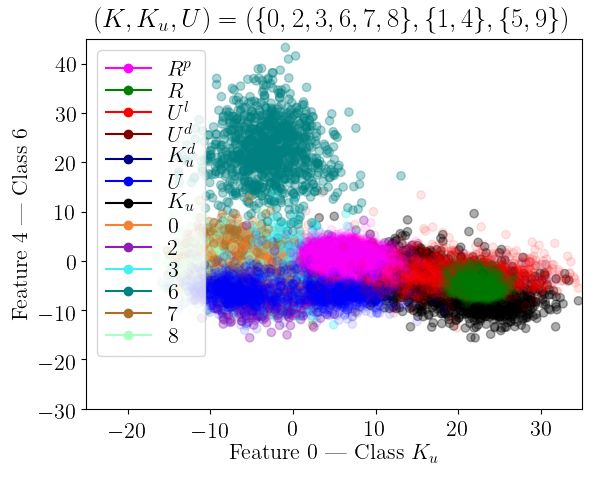 (K, K_u, U) = ({0, 2, 3, 6, 7, 8}, {1, 4}, {5, 9})
Feature 4 — Class 6
40
30
20
10
0
−10
−20
−30
R^p
R
U^l
U^d
K_u^d
U
K_u
0
2
3
6
7
8
−20
−10
0
10
20
30
Feature 0 — Class K_u